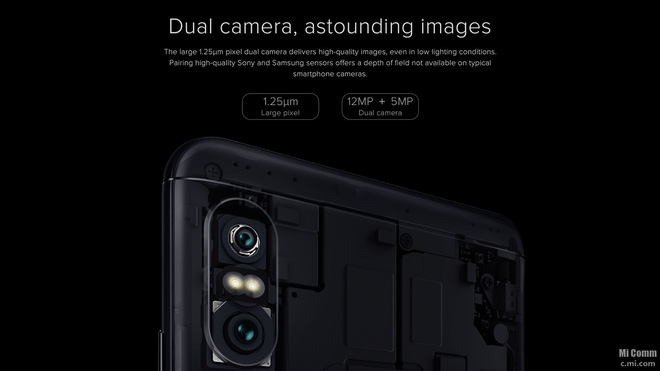 Dual camera, astounding images
The large 1.25μm pixel dual camera delivers high-quality images, even in low lighting conditions.
Pairing high-quality Sony and Samsung sensors offers a depth of field not available on typical
smartphone cameras.
1.25μm
Large pixel
12MP + 5MP
Dual camera
Mi Comm
c.mi.com